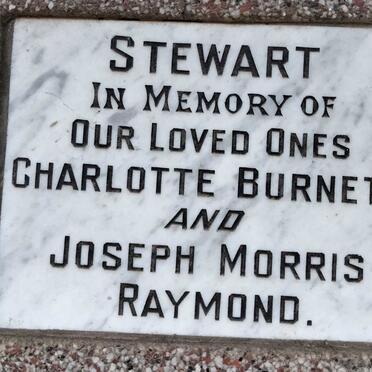 STEWART
IN MEMORY OF
OUR LOVED ONES
CHARLOTTE BURNET
AND
JOSEPH MORRIS
RAYMOND.